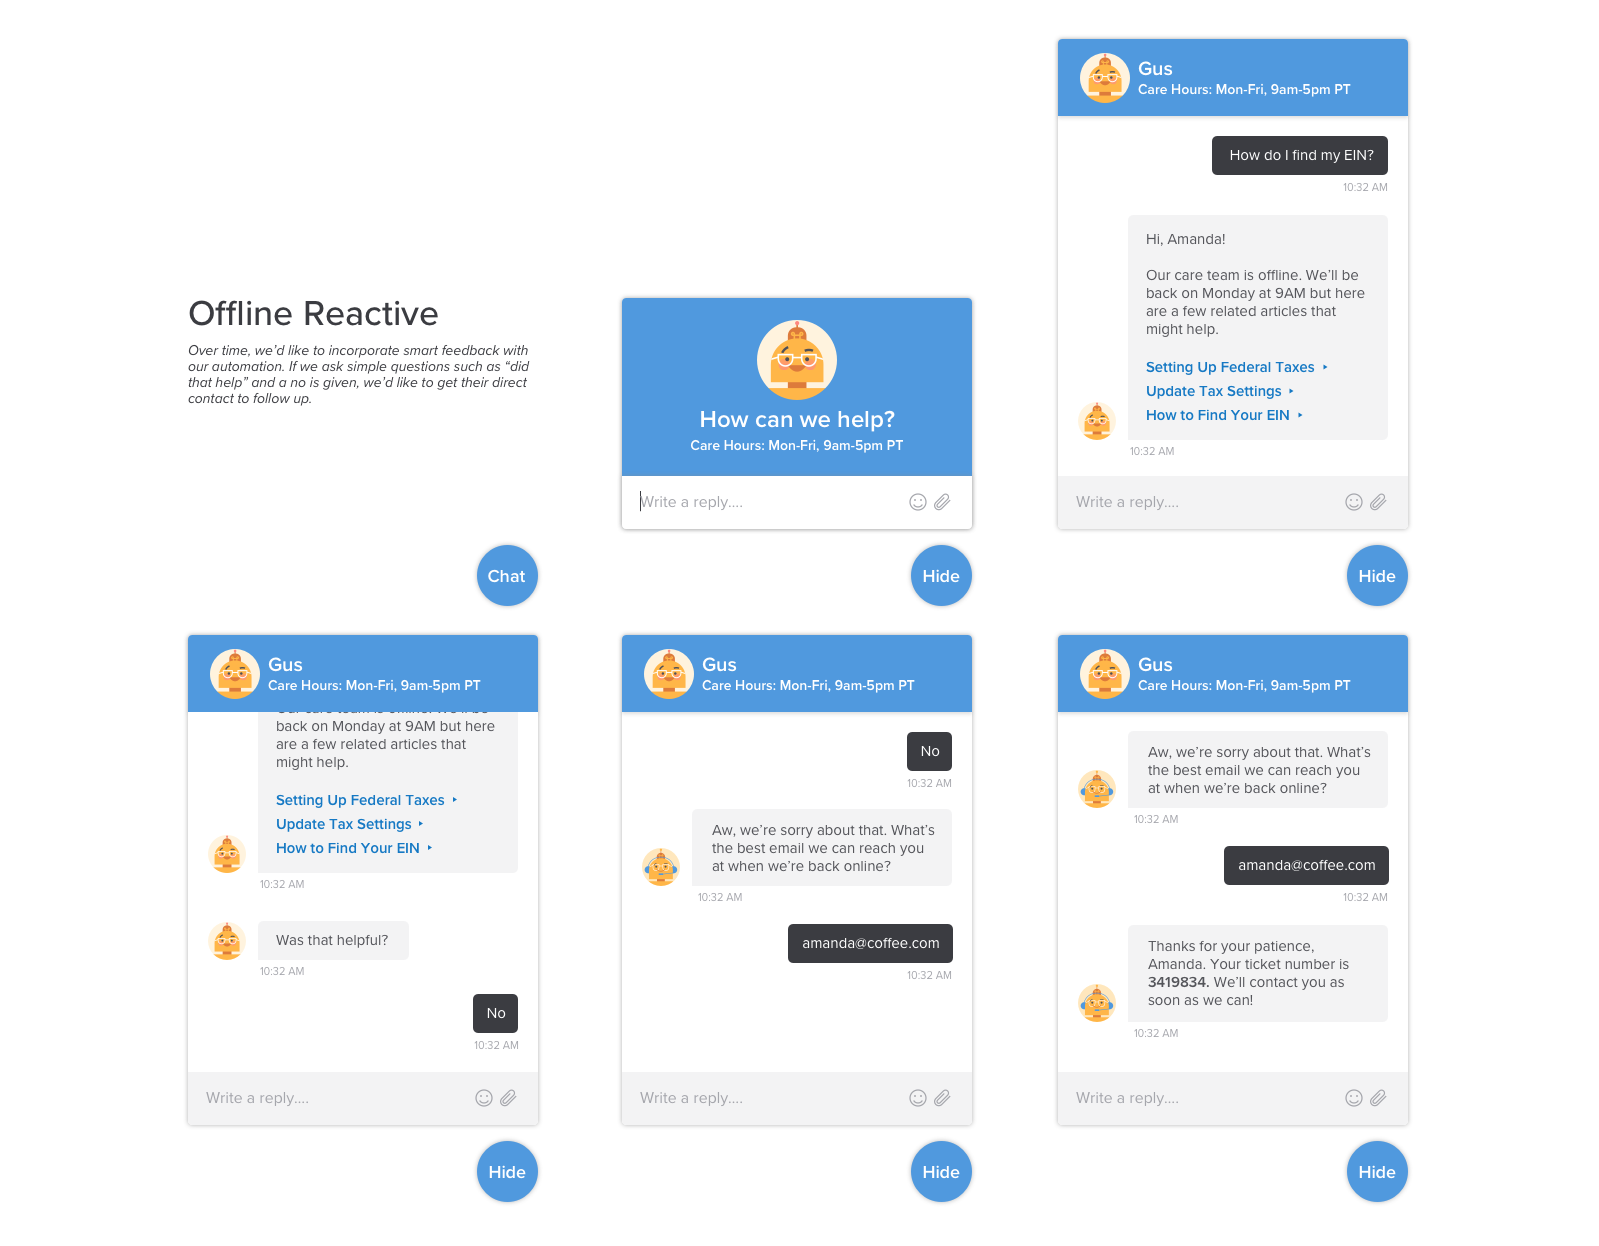 Offline Reactive
Over time, we’d like to incorporate smart feedback with
our automation. If we ask simple questions such as “did
that help” and a no is given, we’d like to get their direct
contact to follow up.
Chat
How can we help?
Care Hours: Mon-Fri, 9am-5pm PT
Write a reply....
Hide
Gus
Care Hours: Mon-Fri, 9am-5pm PT
How do I find my EIN?
10:32 AM
Hi, Amanda!
Our care team is offline. We’ll be
back on Monday at 9AM but here
are a few related articles that
might help.
Setting Up Federal Taxes
Update Tax Settings
How to Find Your EIN
10:32 AM
Write a reply....
Hide
Gus
Care Hours: Mon-Fri, 9am-5pm PT
Our care team is offline. We’ll be
back on Monday at 9AM but here
are a few related articles that
might help.
Setting Up Federal Taxes
Update Tax Settings
How to Find Your EIN
10:32 AM
Was that helpful?
10:32 AM
No
10:32 AM
Write a reply....
Hide
Gus
Care Hours: Mon-Fri, 9am-5pm PT
No
10:32 AM
Aw, we’re sorry about that. What’s
the best email we can reach you
at when we’re back online?
10:32 AM
amanda@coffee.com
10:32 AM
Write a reply....
Hide
Gus
Care Hours: Mon-Fri, 9am-5pm PT
Aw, we’re sorry about that. What’s
the best email we can reach you
at when we’re back online?
10:32 AM
amanda@coffee.com
10:32 AM
Thanks for your patience,
Amanda. Your ticket number is
3419834. We’ll contact you as
soon as we can!
10:32 AM
Write a reply....
Hide